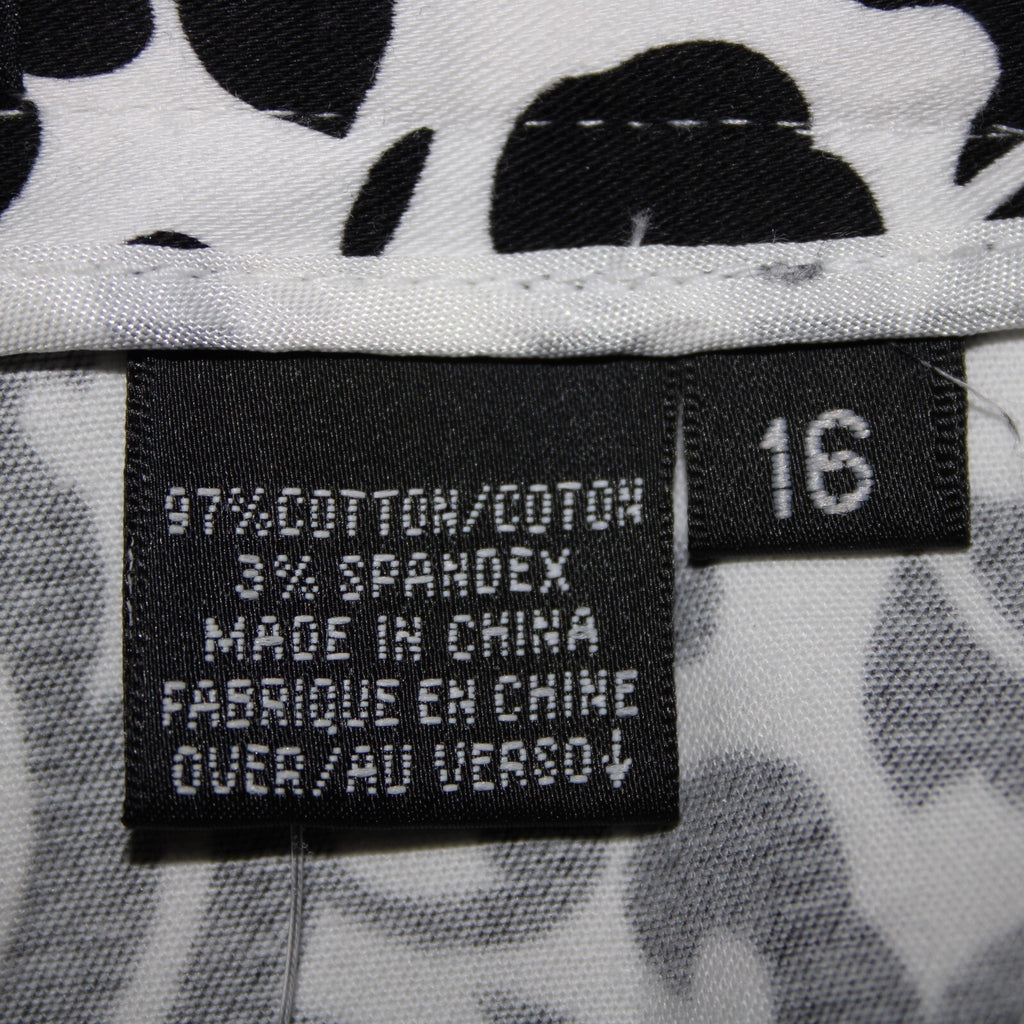 97% COTTON/COTON
3% SPANDEX
MADE IN CHINA
FABRIQUE EN CHINE
OVER/AU VERSO↓
16